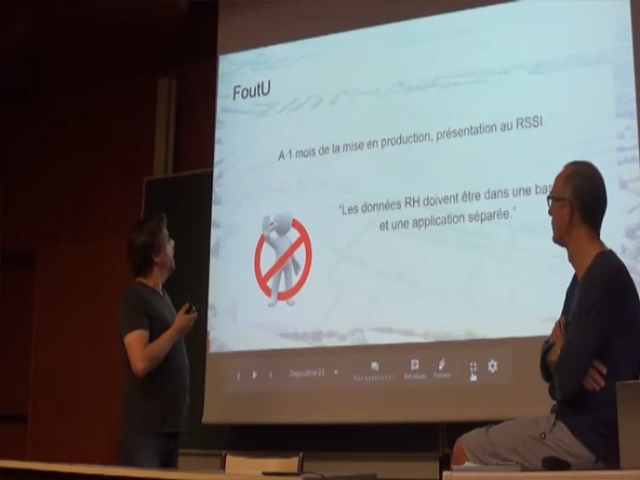 FoutU
A 1 mois de la mise en production, présentation au RSSI
“Les données RH doivent être dans une bas
et une application séparée.”
Diapositive 24